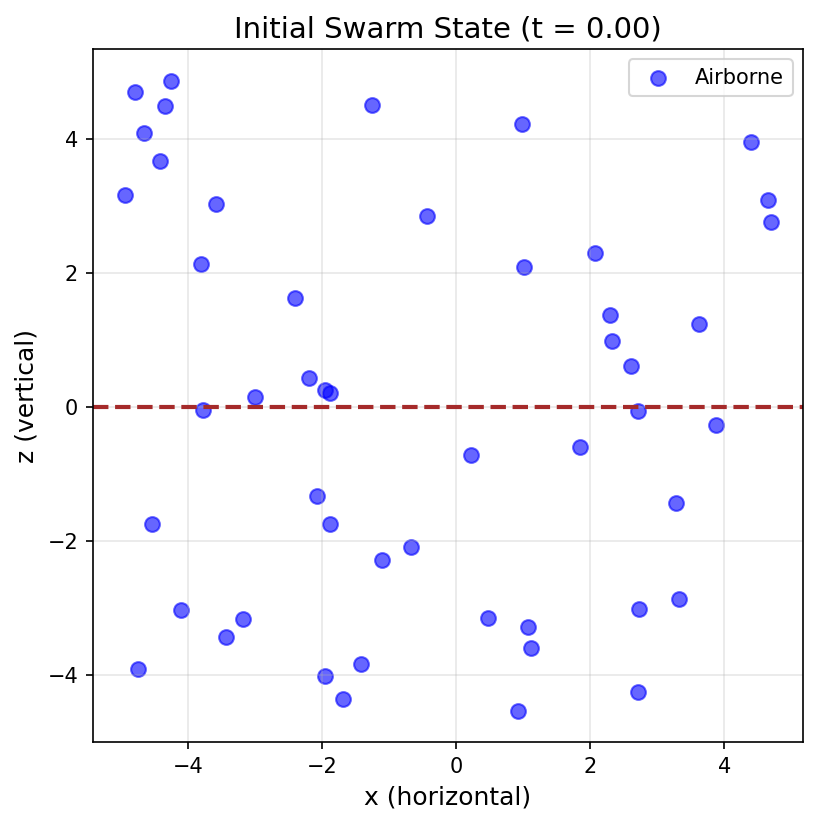 Initial Swarm State (t = 0.00)
Airborne
4
2
0
−2
−4
z (vertical)
−4
−2
0
2
4
x (horizontal)